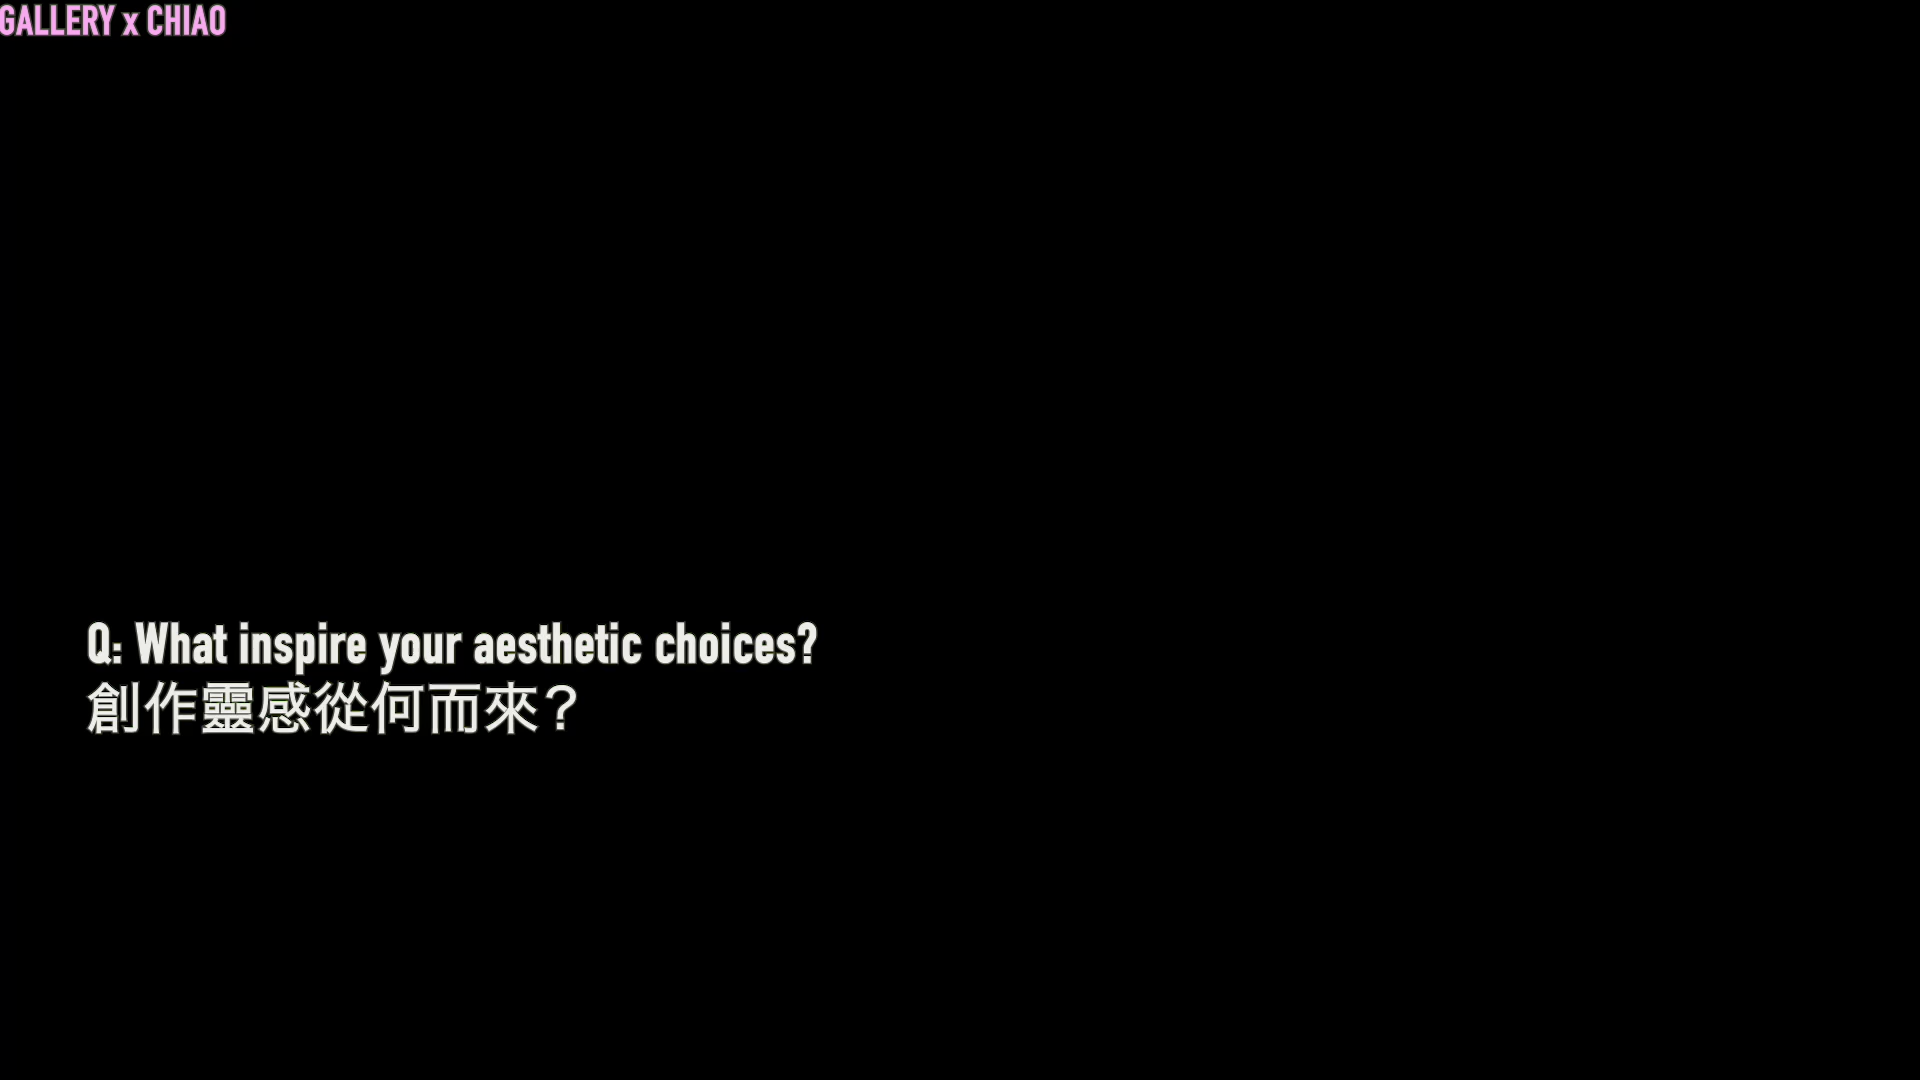 GALLERY x CHIAO
Q: What inspire your aesthetic choices?
創作靈感從何而來？